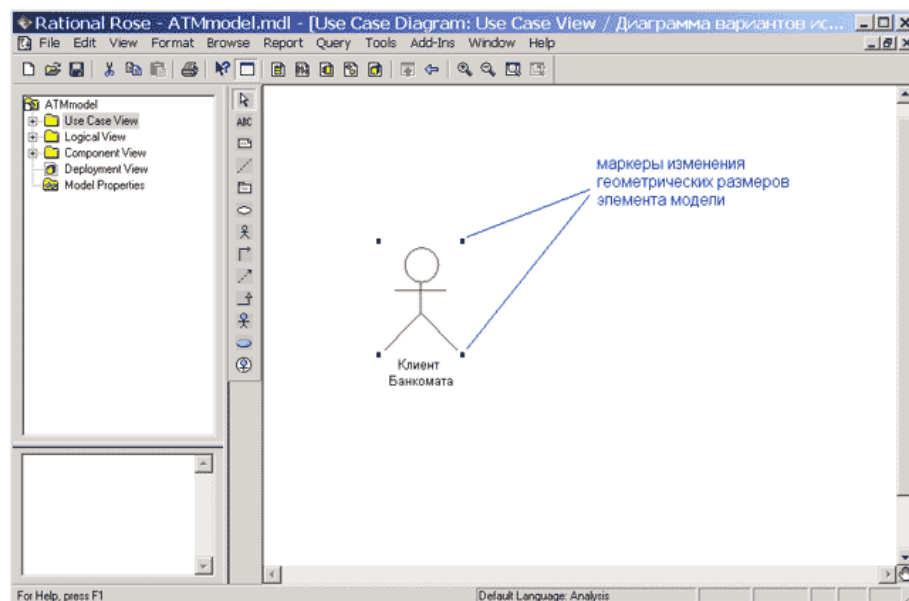 Rational Rose - ATMmodel.mdl - [Use Case Diagram: Use Case View / Диаграмма вариантов ис...
File Edit View Format Browse Report Query Tools Add-Ins Window Help
ATMmodel
Use Case View
Logical View
Component View
Deployment View
Model Properties
ABC
маркеры изменения
геометрических размеров
элемента модели
Клиент
Банкомата
For Help, press F1
Default Language: Analysis